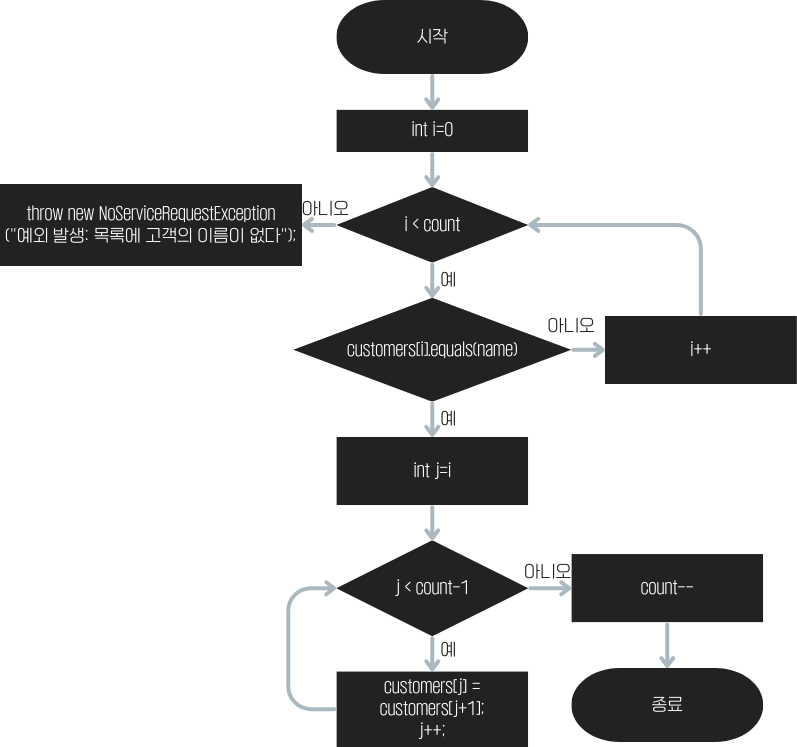 시작
int i=0
i < count
아니오
throw new NoServiceRequestException
("예외 발생: 목록에 고객의 이름이 없다");
예
customers[i].equals(name)
아니오
i++
예
int j=i
j < count-1
아니오
count--
예
customers[j] =
customers[j+1];
j++;
종료